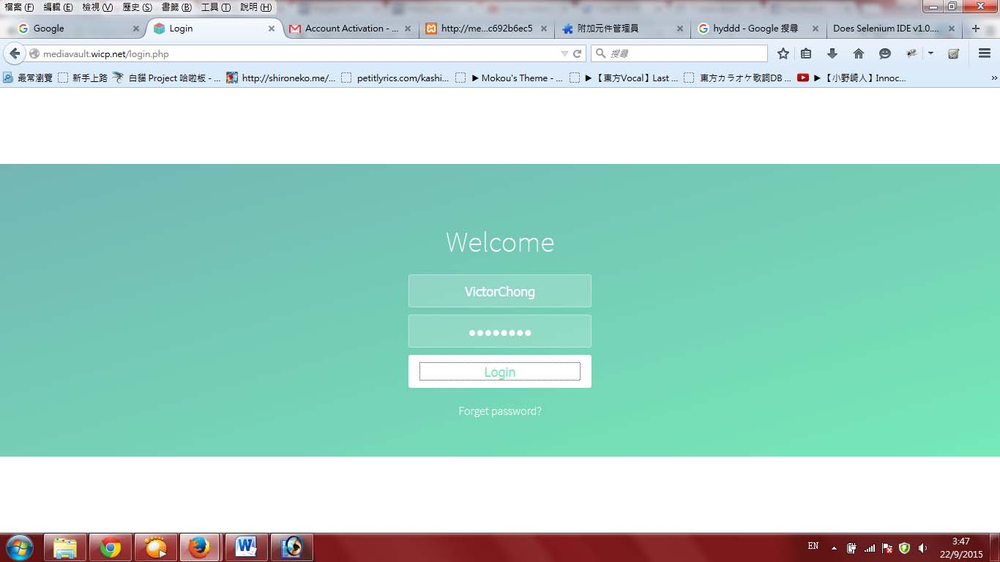 檔案 (F) 編輯 (E) 檢視 (V) 歷史 (S) 書籤 (B) 工具 (T) 說明 (H)
Google Login Account Activation - ... http://me...c692b6ec5 附加元件管理員 hyddd - Google 搜尋 Does Selenium IDE v1.0....
mediavault.wicp.net/login.php 搜尋
最常瀏覽 新手上路 白貓 Project 哈啦板 - ... http://shironeko.me/... petitlyrics.com/kashi... ► Mokou's Theme - ... ►【東方Vocal】Last ... 東方カラオケ歌詞DB ... ►【小野崎人】Innoc... »
Welcome
VictorChong
Login
Forget password?
EN 3:47
22/9/2015